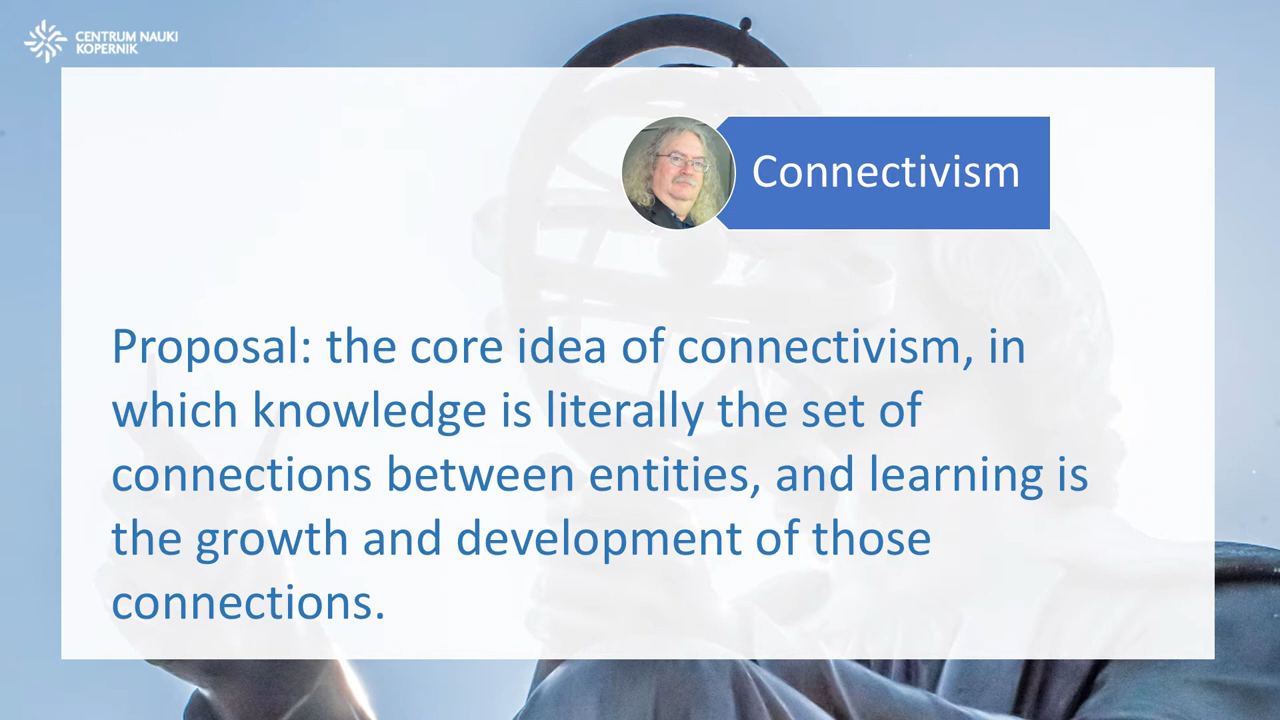 CENTRUM NAUKI
KOPERNIK
Connectivism
Proposal: the core idea of connectivism, in
which knowledge is literally the set of
connections between entities, and learning is
the growth and development of those
connections.